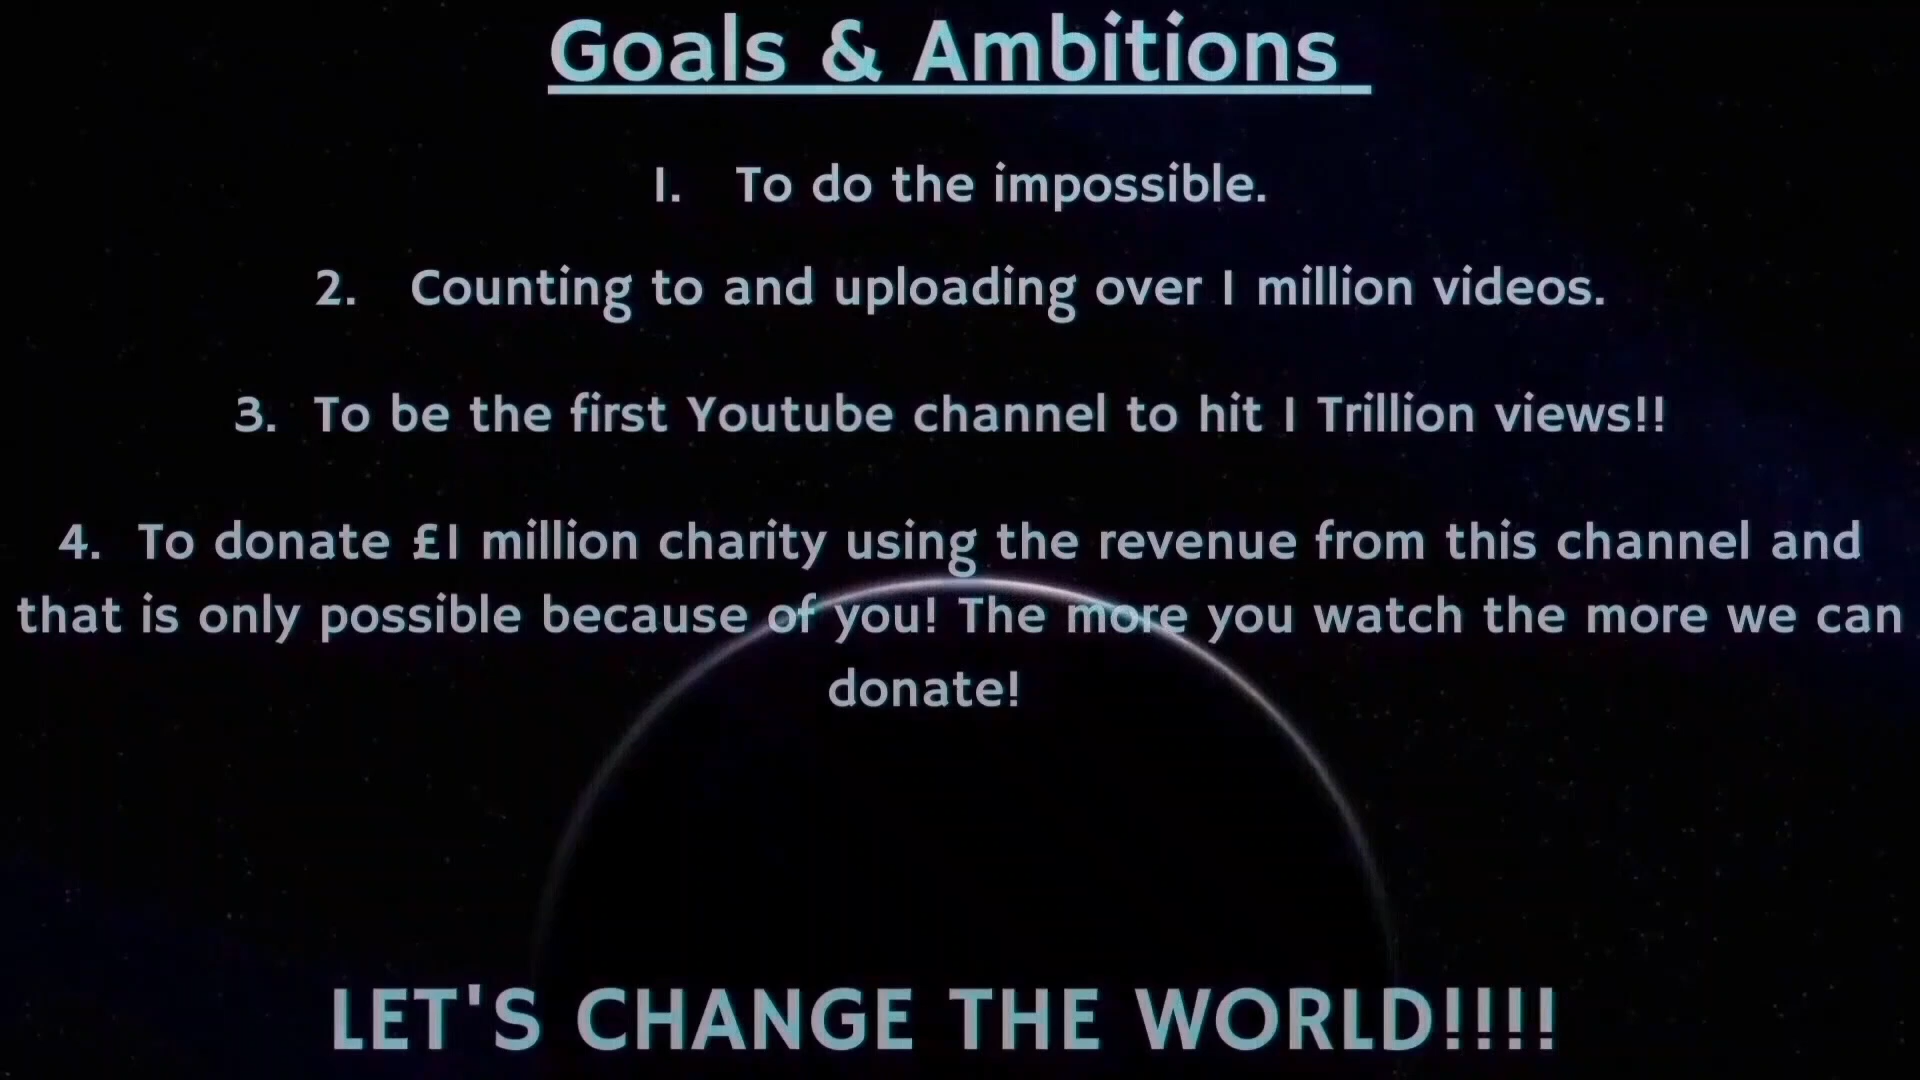 Goals & Ambitions
1. To do the impossible.
2. Counting to and uploading over 1 million videos.
3. To be the first Youtube channel to hit 1 Trillion views!!
4. To donate £1 million charity using the revenue from this channel and
that is only possible because of you! The more you watch the more we can
donate!
LET'S CHANGE THE WORLD!!!!